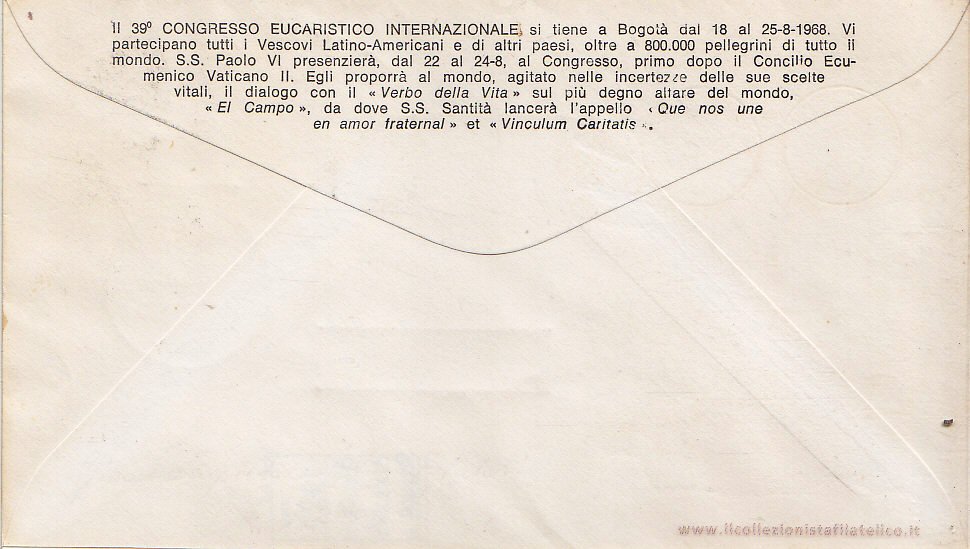 Il 39º CONGRESSO EUCARISTICO INTERNAZIONALE, si tiene a Bogotà dal 18 al 25-8-1968. Vi
partecipano tutti i Vescovi Latino-Americani e di altri paesi, oltre a 800.000 pellegrini di tutto il
mondo. S.S. Paolo VI presenzierà, dal 22 al 24-8, al Congresso, primo dopo il Concilio Ecu-
menico Vaticano II. Egli proporrà al mondo, agitato nelle incertezze delle sue scelte
vitali, il dialogo con il « Verbo della Vita » sul più degno altare del mondo,
« El Campo », da dove S.S. Santità lancerà l'appello ‹ Que nos une
en amor fraternal » et « Vinculum Caritatis ».
www.ilcollezionistafilatelico.it